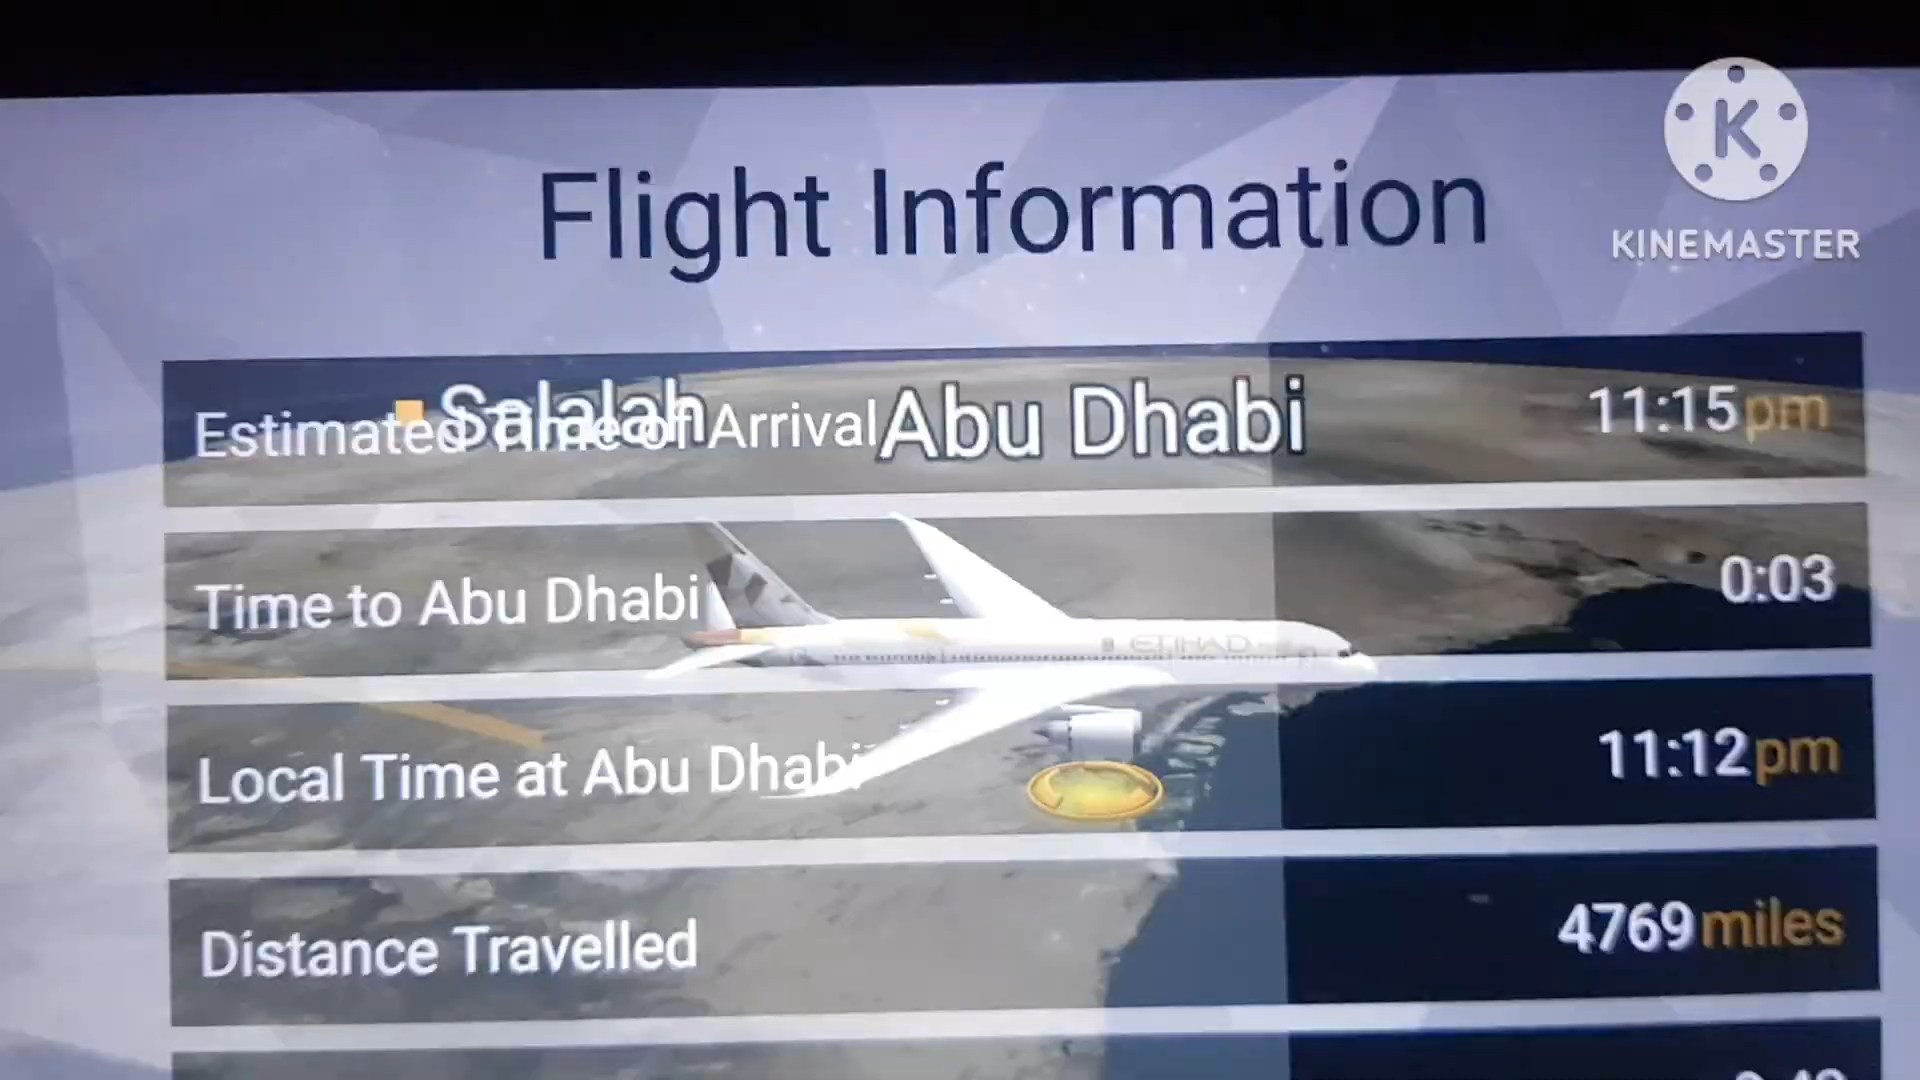 K
KINEMASTER
Flight Information
Salalah
Abu Dhabi
Estimated Time of Arrival 11:15pm
ETIHAD
Time to Abu Dhabi 0:03
Local Time at Abu Dhabi 11:12pm
Distance Travelled 4769miles